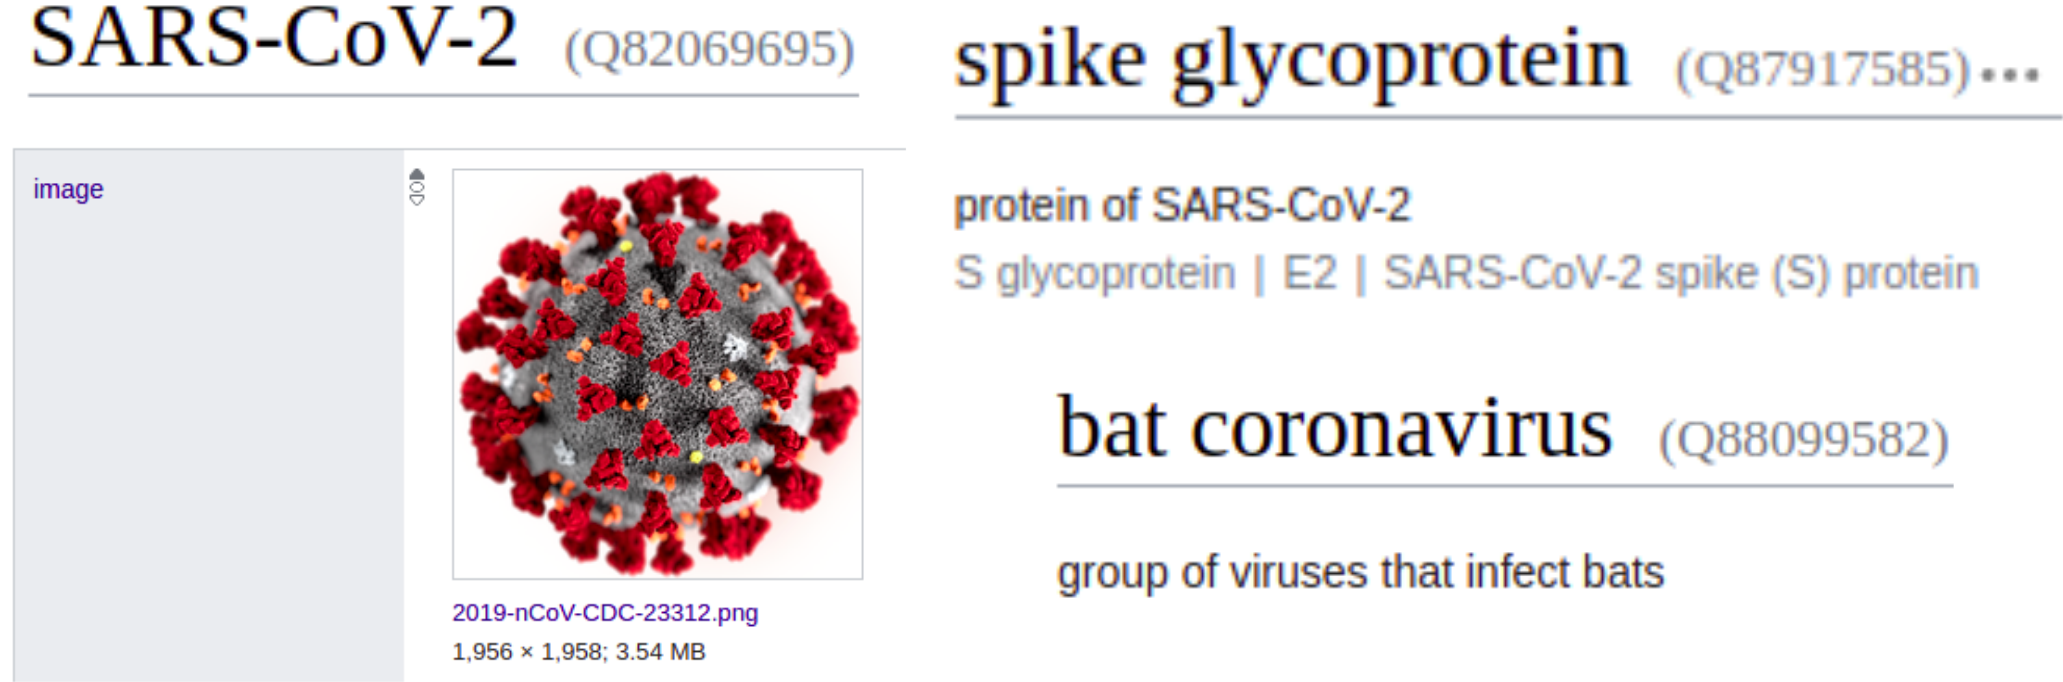 SARS-CoV-2 (Q82069695)
image
2019-nCoV-CDC-23312.png
1,956 × 1,958; 3.54 MB
spike glycoprotein (Q87917585)•••
protein of SARS-CoV-2
S glycoprotein | E2 | SARS-CoV-2 spike (S) protein
bat coronavirus (Q88099582)
group of viruses that infect bats